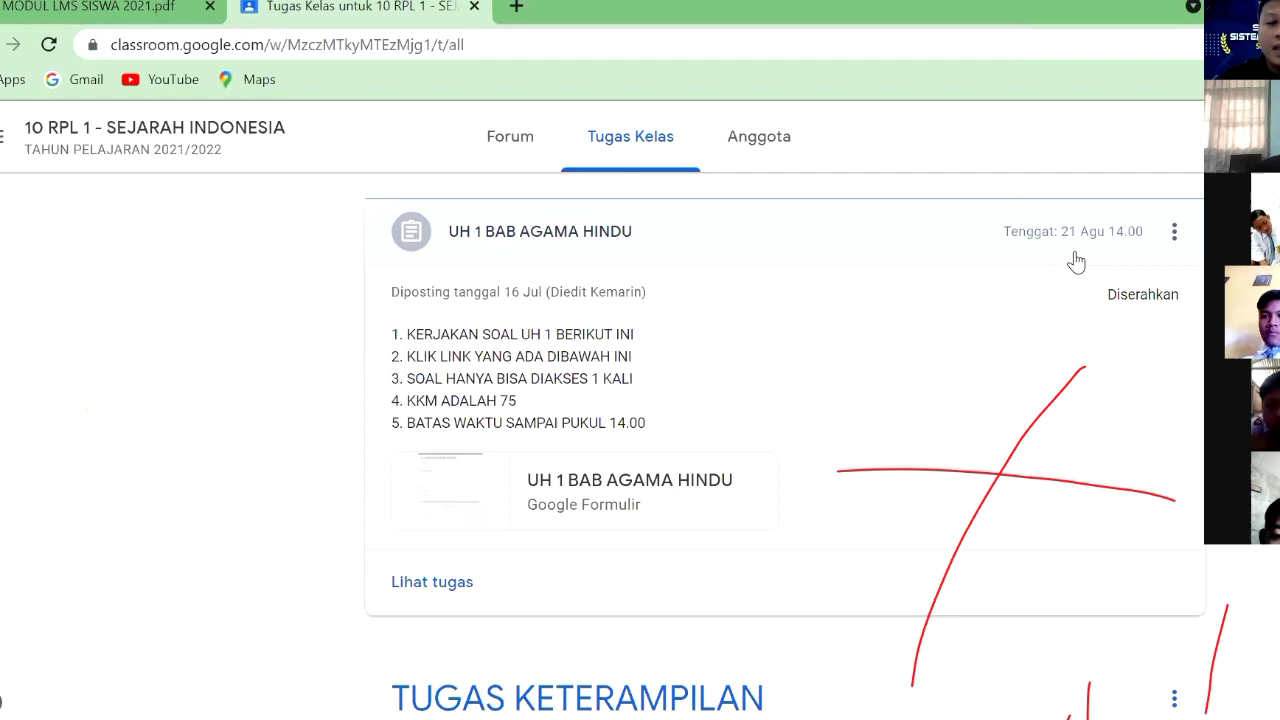 MODUL LMS SISWA 2021.pdf
Tugas Kelas untuk 10 RPL 1 - SEJ
classroom.google.com/w/MzczMTkyMTEzMjg1/t/all
Apps
Gmail
YouTube
Maps
10 RPL 1 - SEJARAH INDONESIA
TAHUN PELAJARAN 2021/2022
Forum
Tugas Kelas
Anggota
UH 1 BAB AGAMA HINDU
Tenggat: 21 Agu 14.00
Diposting tanggal 16 Jul (Diedit Kemarin)
Diserahkan
1. KERJAKAN SOAL UH 1 BERIKUT INI
2. KLIK LINK YANG ADA DIBAWAH INI
3. SOAL HANYA BISA DIAKSES 1 KALI
4. KKM ADALAH 75
5. BATAS WAKTU SAMPAI PUKUL 14.00
UH 1 BAB AGAMA HINDU
Google Formulir
Lihat tugas
TUGAS KETERAMPILAN